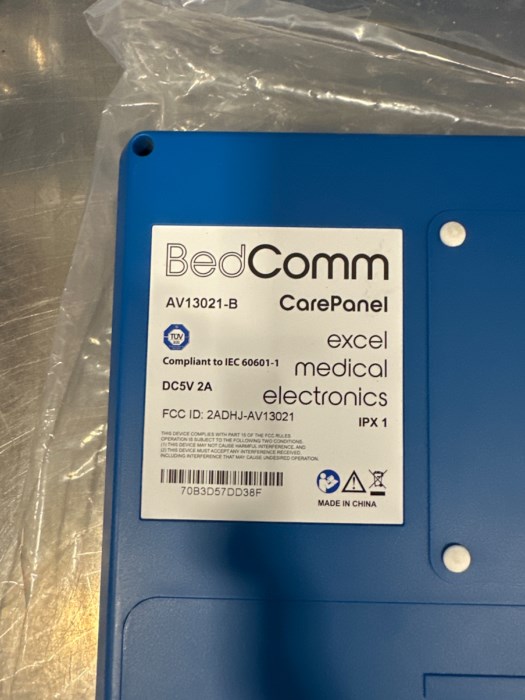 BedComm
AV13021-B
CarePanel
TÜV
excel
medical
electronics
Compliant to IEC 60601-1
DC5V 2A
FCC ID: 2ADHJ-AV13021
IPX 1
THIS DEVICE COMPLIES WITH PART 15 OF THE FCC RULES
OPERATION IS SUBJECT TO THE FOLLOWING TWO CONDITIONS.
(1) THIS DEVICE MAY NOT CAUSE HARMFUL INTERFERENCE, AND
(2) THIS DEVICE MUST ACCEPT ANY INTERFERENCE RECEIVED,
INCLUDING INTERFERENCE THAT MAY CAUSE UNDESIRED OPERATION.
70B3D57DD38F
MADE IN CHINA